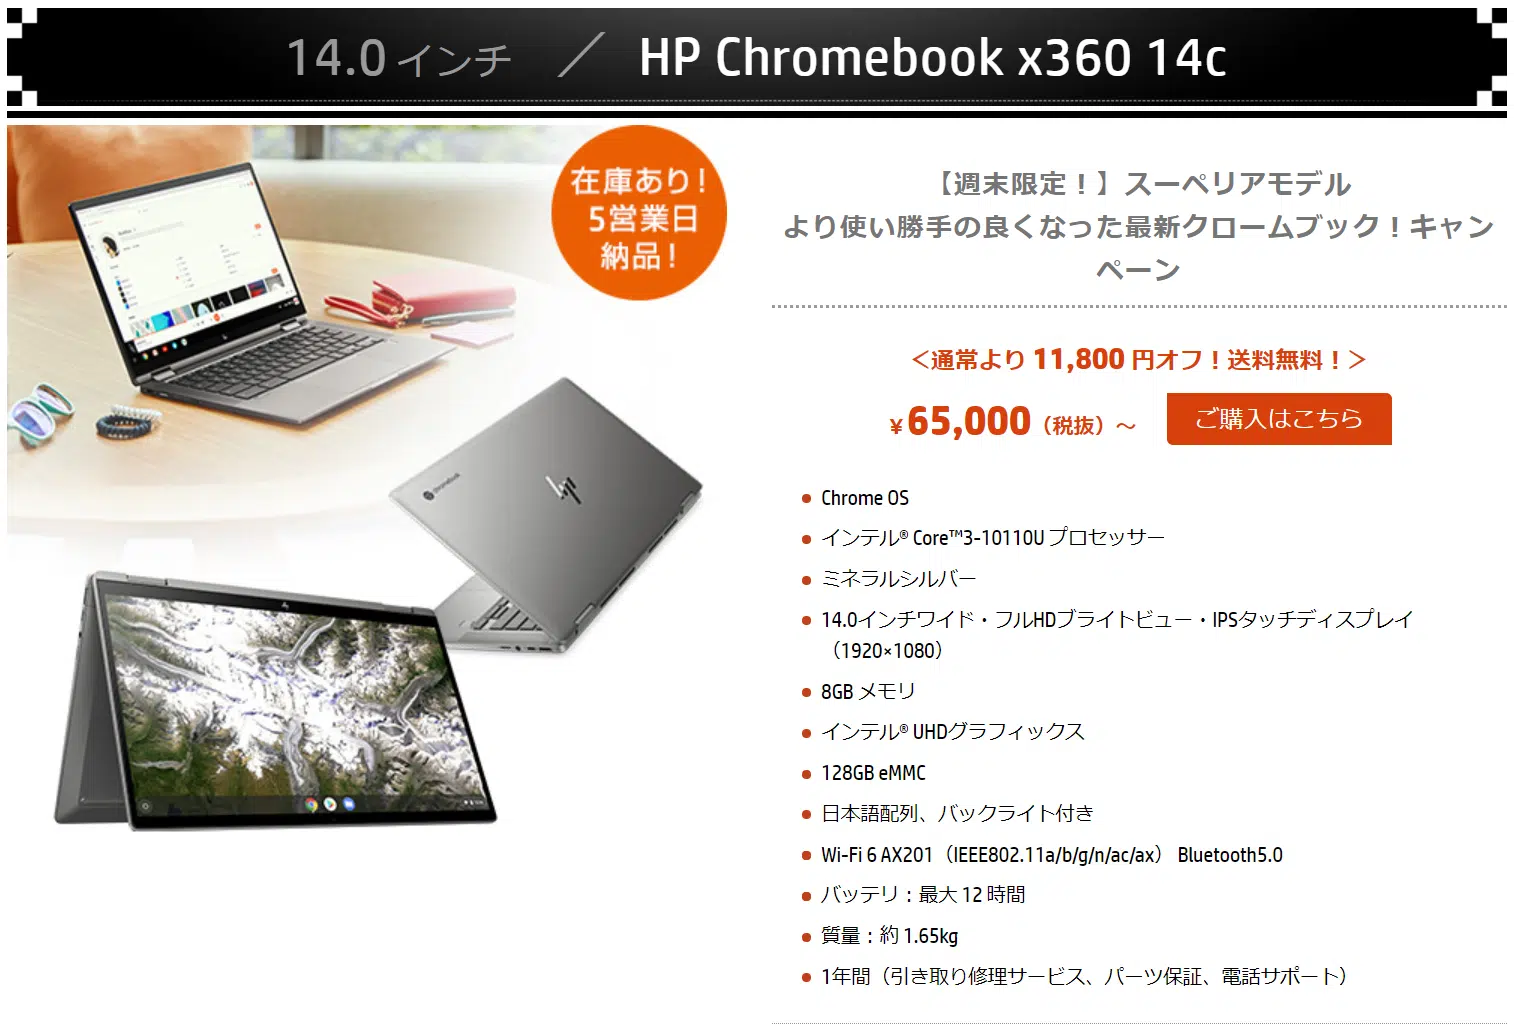 14.0 インチ ／ HP Chromebook x360 14c
在庫あり!
5営業日
納品!
【週末限定！】スーペリアモデル
より使い勝手の良くなった最新クロームブック！キャン
ペーン
＜通常より 11,800 円オフ！送料無料！＞
¥65,000（税抜）～
ご購入はこちら
Chrome OS
インテル® Core™3-10110U プロセッサー
ミネラルシルバー
14.0インチワイド・フルHDブライトビュー・IPSタッチディスプレイ
（1920×1080）
8GB メモリ
インテル® UHDグラフィックス
128GB eMMC
日本語配列、バックライト付き
Wi-Fi 6 AX201（IEEE802.11a/b/g/n/ac/ax） Bluetooth5.0
バッテリ：最大 12 時間
質量：約 1.65kg
1年間（引き取り修理サービス、パーツ保証、電話サポート）
chromebook
hp